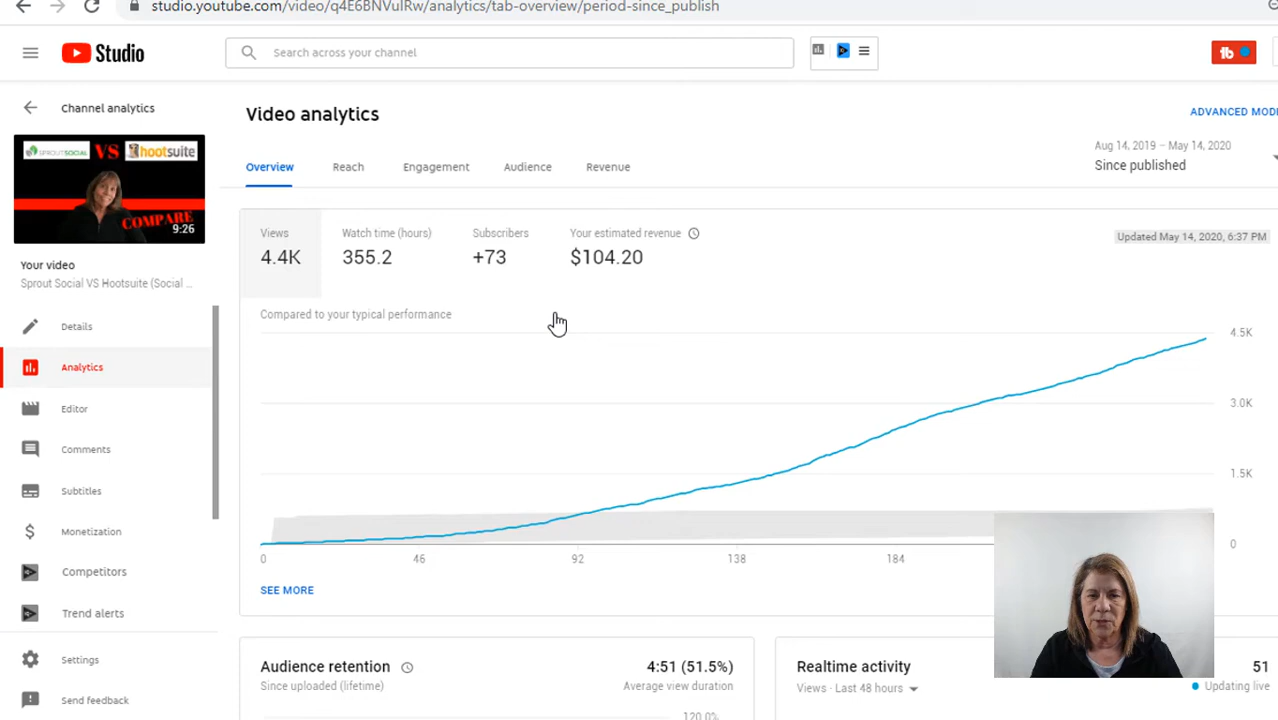 studio.youtube.com/video/q4E6BNVulRw/analytics/tab-overview/period-since_publish
Studio
Search across your channel
tb
Channel analytics
SPROUTSOCIAL VS hootsuite
COMPARE
9:26
Your video
Sprout Social VS Hootsuite (Social ...
Details
Analytics
Editor
Comments
Subtitles
Monetization
Competitors
Trend alerts
Settings
Send feedback
Video analytics
ADVANCED MOD
Overview Reach Engagement Audience Revenue
Aug 14, 2019 – May 14, 2020
Since published
Views Watch time (hours) Subscribers Your estimated revenue
4.4K 355.2 +73 $104.20
Updated May 14, 2020, 6:37 PM
Compared to your typical performance
4.5K
3.0K
1.5K
0
0 46 92 138 184
SEE MORE
Audience retention 4:51 (51.5%)
Since uploaded (lifetime) Average view duration
120.0%
Realtime activity 51
Views · Last 48 hours Updating live